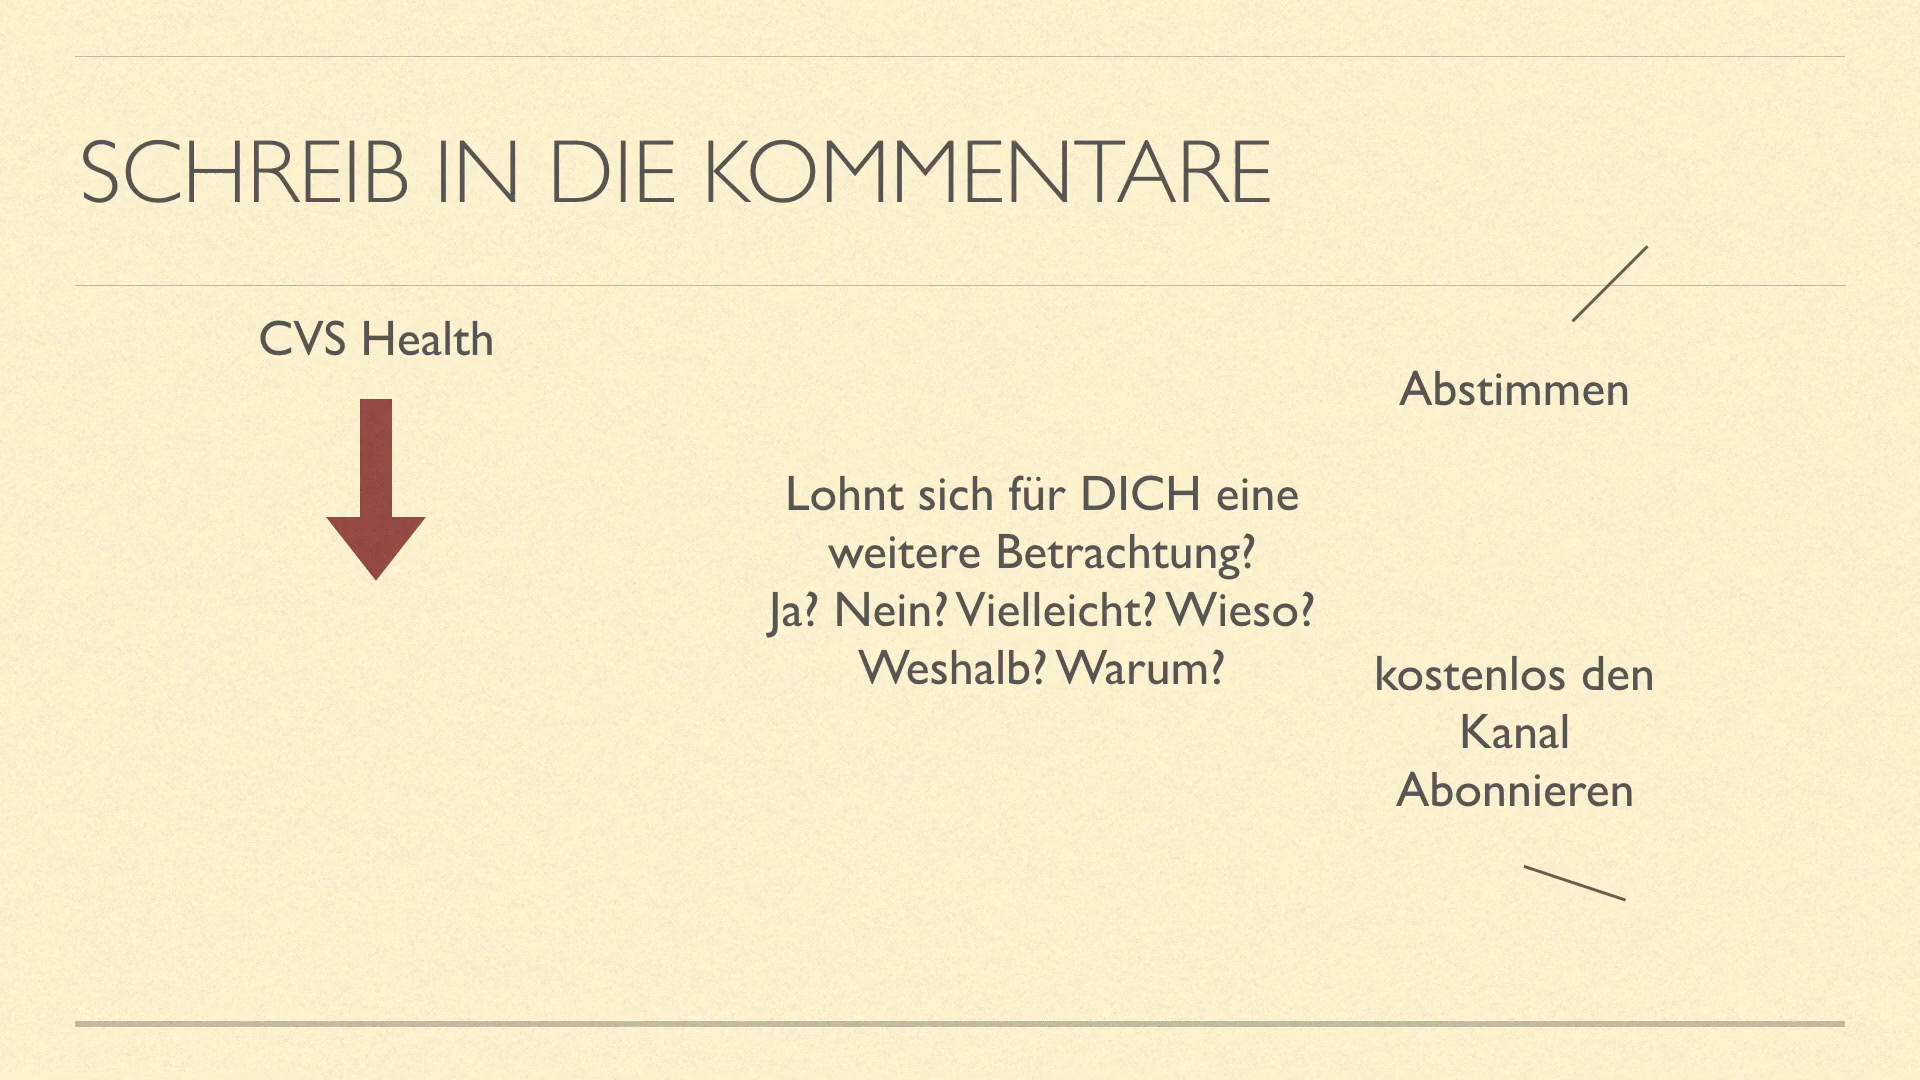 SCHREIB IN DIE KOMMENTARE
CVS Health
Abstimmen
Lohnt sich für DICH eine
weitere Betrachtung?
Ja? Nein? Vielleicht? Wieso?
Weshalb? Warum?
kostenlos den
Kanal
Abonnieren